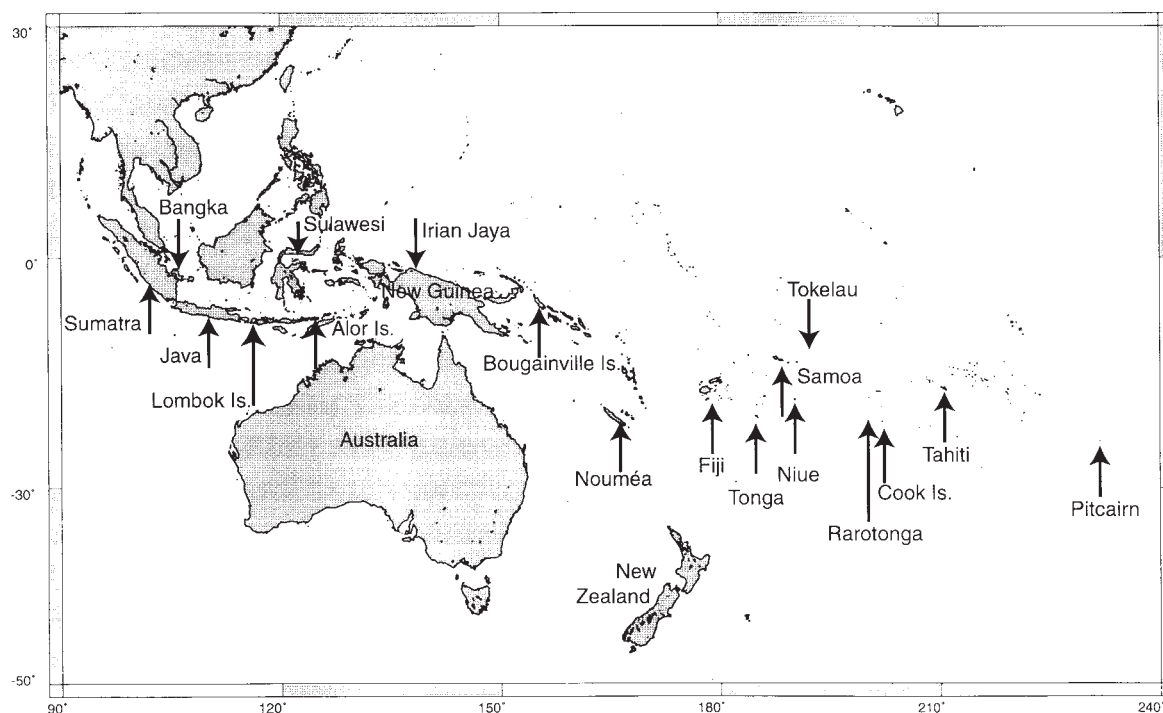 30°
Bangka
Sulawesi
Irian Jaya
0°
New Guinea
Tokelau
Sumatra
Alor Is.
Java
Bougainville Is.
Samoa
Lombok Is.
Australia
Fiji
Tahiti
Nouméa
Niue
Tonga
Cook Is.
-30°
Pitcairn
Rarotonga
New
Zealand
-50°
90°
120°
150°
180°
210°
240°